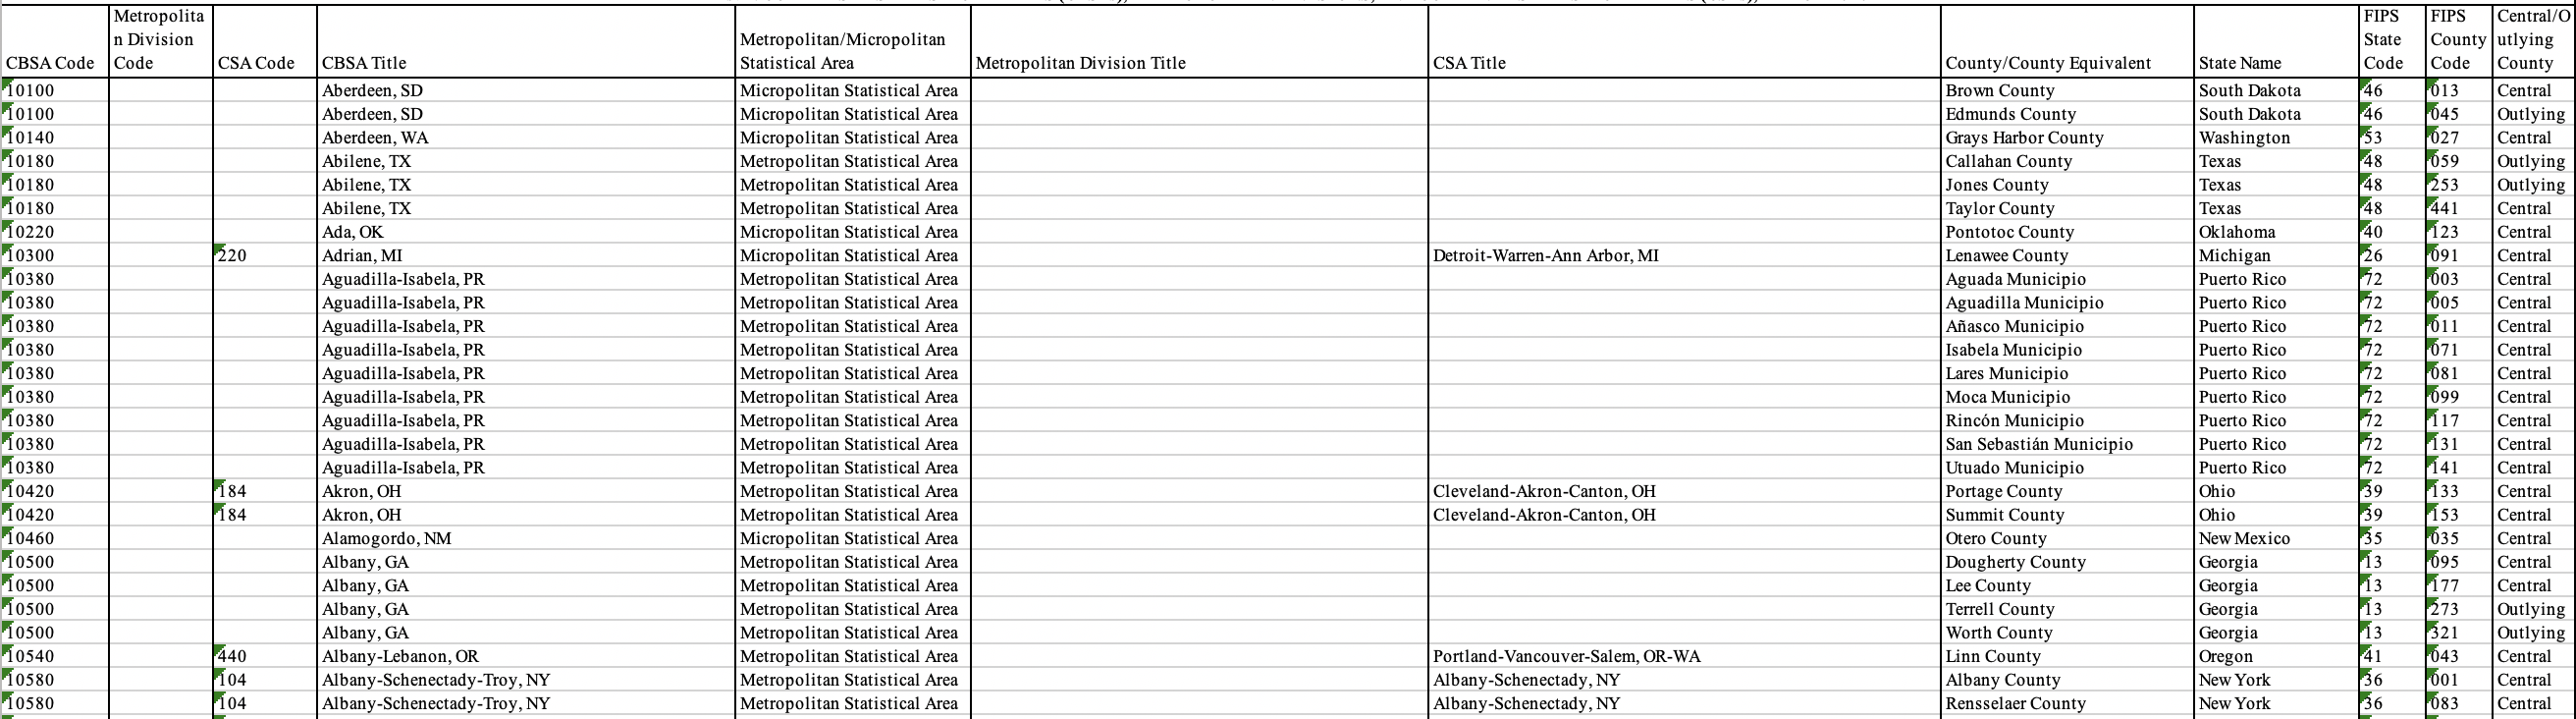 CBSA Code Metropolita n Division Code CSA Code CBSA Title Metropolitan/Micropolitan Statistical Area Metropolitan Division Title CSA Title County/County Equivalent State Name FIPS State Code FIPS County Code Central/O utlying County
10100 Aberdeen, SD Micropolitan Statistical Area Brown County South Dakota 46 013 Central
10100 Aberdeen, SD Micropolitan Statistical Area Edmunds County South Dakota 46 045 Outlying
10140 Aberdeen, WA Micropolitan Statistical Area Grays Harbor County Washington 53 027 Central
10180 Abilene, TX Metropolitan Statistical Area Callahan County Texas 48 059 Outlying
10180 Abilene, TX Metropolitan Statistical Area Jones County Texas 48 253 Outlying
10180 Abilene, TX Metropolitan Statistical Area Taylor County Texas 48 441 Central
10220 Ada, OK Micropolitan Statistical Area Pontotoc County Oklahoma 40 123 Central
10300 220 Adrian, MI Micropolitan Statistical Area Detroit-Warren-Ann Arbor, MI Lenawee County Michigan 26 091 Central
10380 Aguadilla-Isabela, PR Metropolitan Statistical Area Aguada Municipio Puerto Rico 72 003 Central
10380 Aguadilla-Isabela, PR Metropolitan Statistical Area Aguadilla Municipio Puerto Rico 72 005 Central
10380 Aguadilla-Isabela, PR Metropolitan Statistical Area Añasco Municipio Puerto Rico 72 011 Central
10380 Aguadilla-Isabela, PR Metropolitan Statistical Area Isabela Municipio Puerto Rico 72 071 Central
10380 Aguadilla-Isabela, PR Metropolitan Statistical Area Lares Municipio Puerto Rico 72 081 Central
10380 Aguadilla-Isabela, PR Metropolitan Statistical Area Moca Municipio Puerto Rico 72 099 Central
10380 Aguadilla-Isabela, PR Metropolitan Statistical Area Rincón Municipio Puerto Rico 72 117 Central
10380 Aguadilla-Isabela, PR Metropolitan Statistical Area San Sebastián Municipio Puerto Rico 72 131 Central
10380 Aguadilla-Isabela, PR Metropolitan Statistical Area Utuado Municipio Puerto Rico 72 141 Central
10420 184 Akron, OH Metropolitan Statistical Area Cleveland-Akron-Canton, OH Portage County Ohio 39 133 Central
10420 184 Akron, OH Metropolitan Statistical Area Cleveland-Akron-Canton, OH Summit County Ohio 39 153 Central
10460 Alamogordo, NM Micropolitan Statistical Area Otero County New Mexico 35 035 Central
10500 Albany, GA Metropolitan Statistical Area Dougherty County Georgia 13 095 Central
10500 Albany, GA Metropolitan Statistical Area Lee County Georgia 13 177 Central
10500 Albany, GA Metropolitan Statistical Area Terrell County Georgia 13 273 Outlying
10500 Albany, GA Metropolitan Statistical Area Worth County Georgia 13 321 Outlying
10540 440 Albany-Lebanon, OR Metropolitan Statistical Area Portland-Vancouver-Salem, OR-WA Linn County Oregon 41 043 Central
10580 104 Albany-Schenectady-Troy, NY Metropolitan Statistical Area Albany-Schenectady, NY Albany County New York 36 001 Central
10580 104 Albany-Schenectady-Troy, NY Metropolitan Statistical Area Albany-Schenectady, NY Rensselaer County New York 36 083 Central